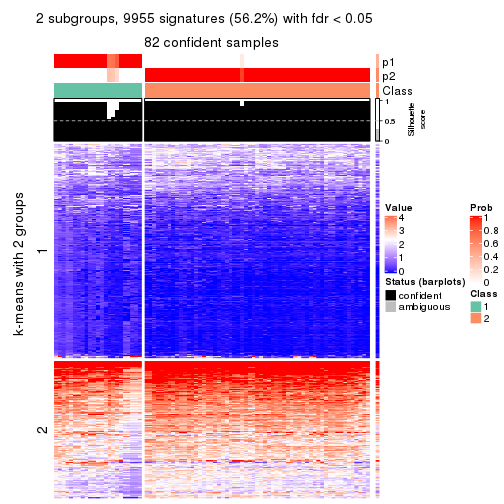 2 subgroups, 9955 signatures (56.2%) with fdr < 0.05
82 confident samples
p1
p2
Class
1
0.5
0
Silhouette
score
k-means with 2 groups
1
2
Value
4
3
2
1
0
Status (barplots)
confident
ambiguous
Prob
1
0.8
0.6
0.4
0.2
0
Class
1
2